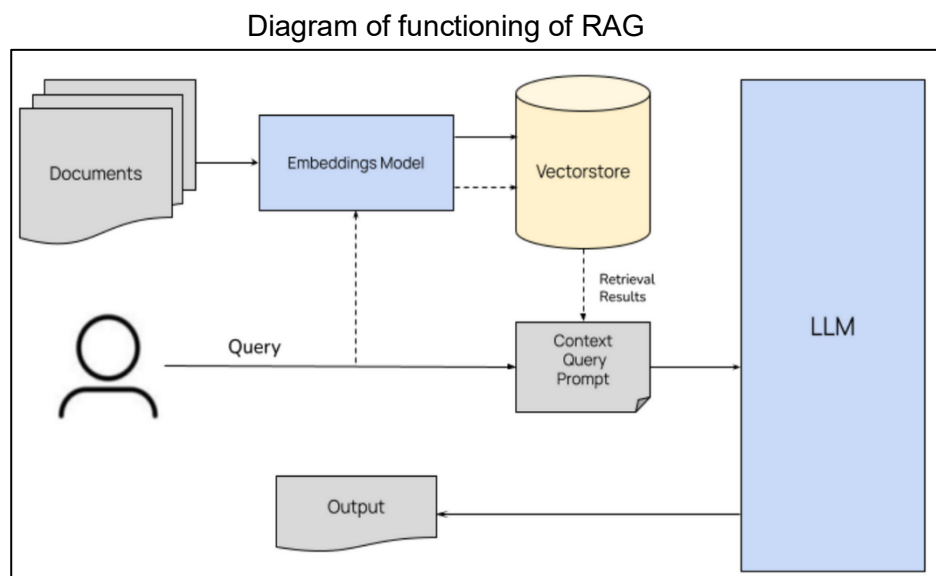 Diagram of functioning of RAG
Documents
Embeddings Model
Vectorstore
Retrieval
Results
Query
Context
Query
Prompt
LLM
Output